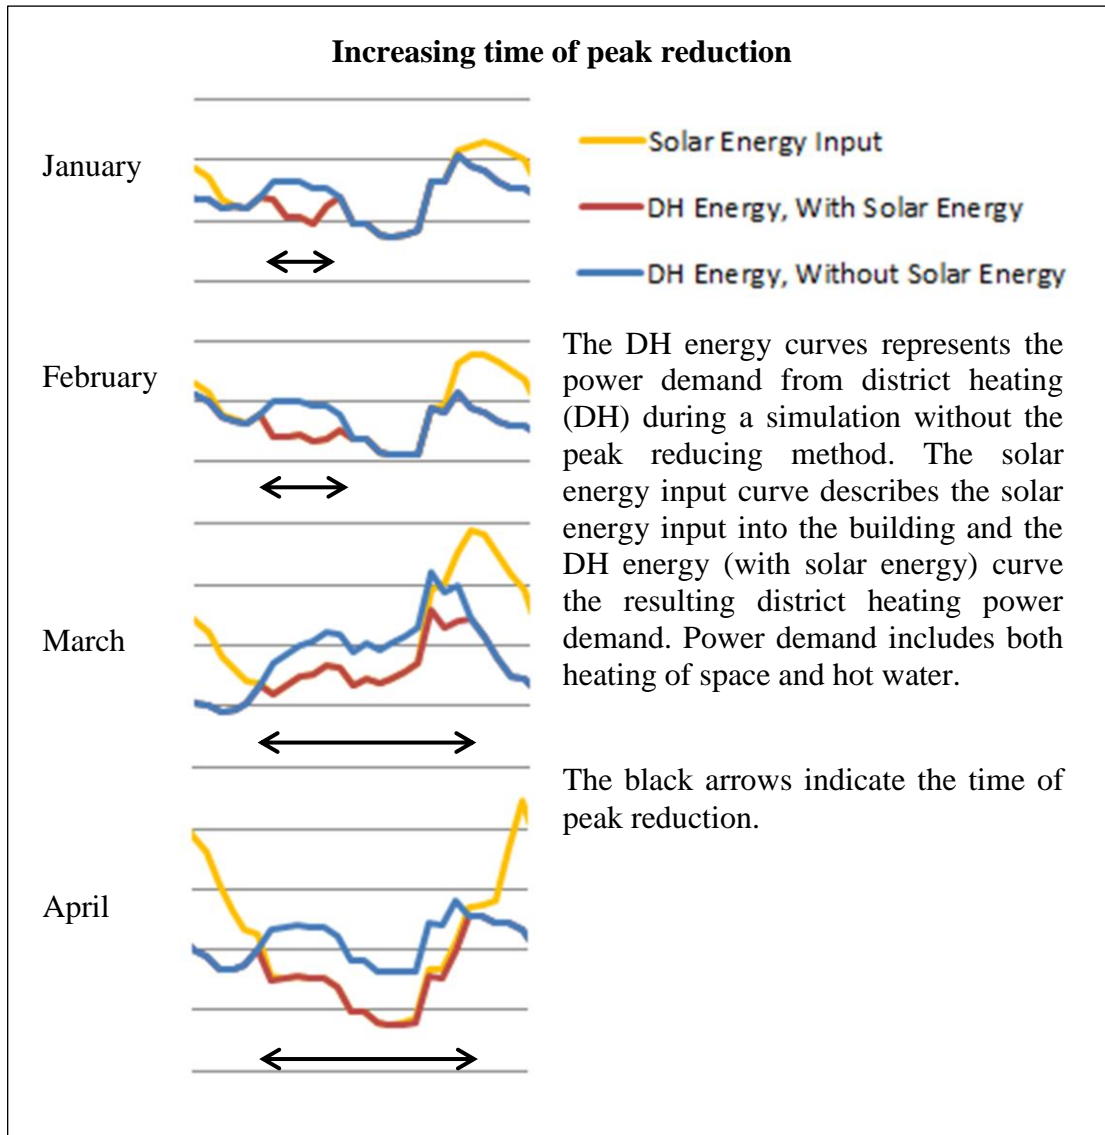 Increasing time of peak reduction
January
Solar Energy Input
DH Energy, With Solar Energy
DH Energy, Without Solar Energy
February
The DH energy curves represents the
power demand from district heating
(DH) during a simulation without the
peak reducing method. The solar
energy input curve describes the solar
energy input into the building and the
DH energy (with solar energy) curve
the resulting district heating power
demand. Power demand includes both
heating of space and hot water.
March
The black arrows indicate the time of
peak reduction.
April